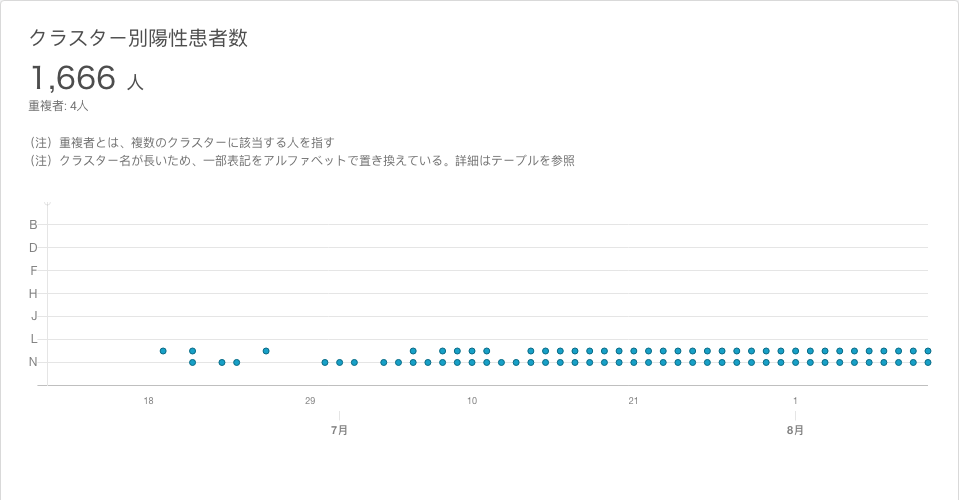 クラスター別陽性患者数
1,666 人
重複者: 4人
（注）重複者とは、複数のクラスターに該当する人を指す
（注）クラスター名が長いため、一部表記をアルファベットで置き換えている。詳細はテーブルを参照
B
D
F
H
J
L
N
18 29 10 21 1
7月 8月